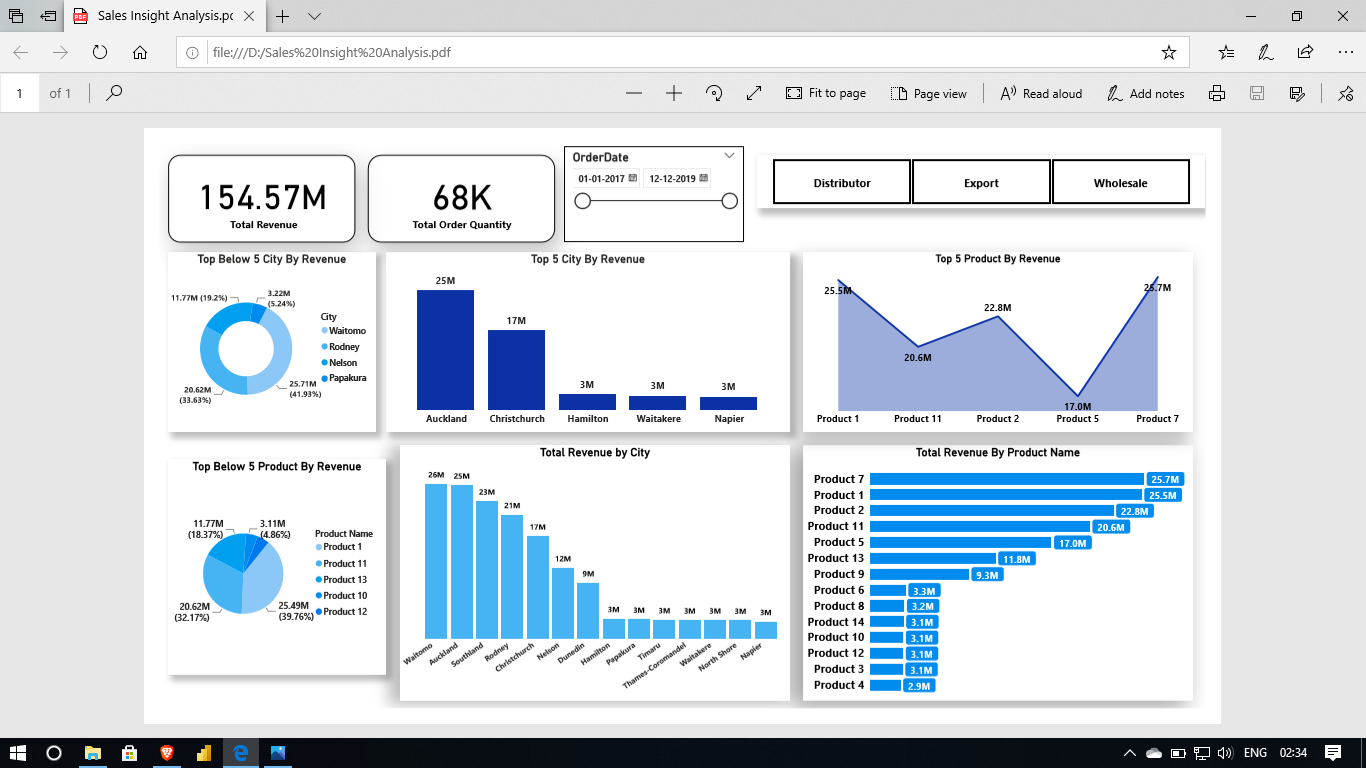 Sales Insight Analysis.pc
file:///D:/Sales%20Insight%20Analysis.pdf
1 of 1
Fit to page
Page view
Read aloud
Add notes
154.57M
Total Revenue
68K
Total Order Quantity
OrderDate
01-01-2017 12-12-2019
Distributor Export Wholesale
Top Below 5 City By Revenue
11.77M (19.2%)
3.22M
(5.24%)
20.62M
(33.63%)
25.71M
(41.93%)
City
Waitomo
Rodney
Nelson
Papakura
Top 5 City By Revenue
25M 17M 3M 3M 3M
Auckland Christchurch Hamilton Waitakere Napier
Top 5 Product By Revenue
25.5M 20.6M 22.8M 17.0M 25.7M
Product 1 Product 11 Product 2 Product 5 Product 7
Top Below 5 Product By Revenue
11.77M
(18.37%)
3.11M
(4.86%)
20.62M
(32.17%)
25.49M
(39.76%)
Product Name
Product 1
Product 11
Product 13
Product 10
Product 12
Total Revenue by City
26M 25M 23M 21M 17M 12M 9M 3M 3M 3M 3M 3M 3M 3M
Waitomo Auckland Southland Rodney Christchurch Nelson Dunedin Hamilton Papakura Timaru Thames-Coromandel Waitakere North Shore Napier
Total Revenue By Product Name
Product 7 25.7M
Product 1 25.5M
Product 2 22.8M
Product 11 20.6M
Product 5 17.0M
Product 13 11.8M
Product 9 9.3M
Product 6 3.3M
Product 8 3.2M
Product 14 3.1M
Product 10 3.1M
Product 12 3.1M
Product 3 3.1M
Product 4 2.9M
ENG 02:34